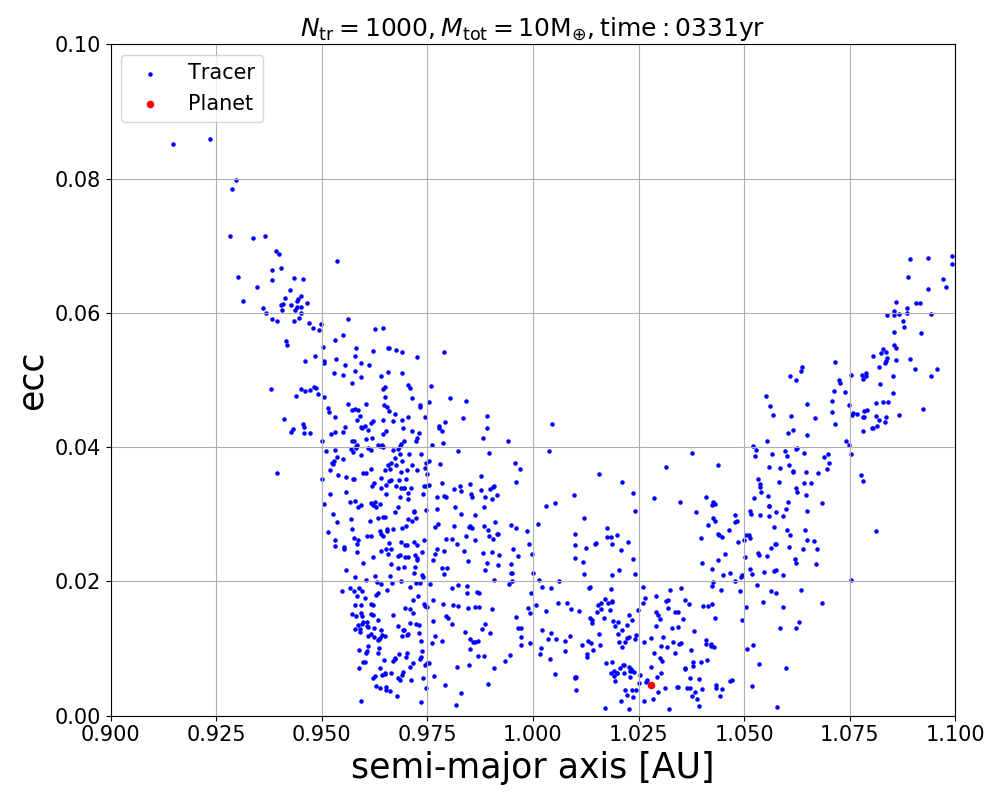 N_tr = 1000, M_tot = 10M_⊕, time : 0331yr
Tracer
Planet
0.10
0.08
0.06
0.04
0.02
0.00
ecc
0.900 0.925 0.950 0.975 1.000 1.025 1.050 1.075 1.100
semi-major axis [AU]